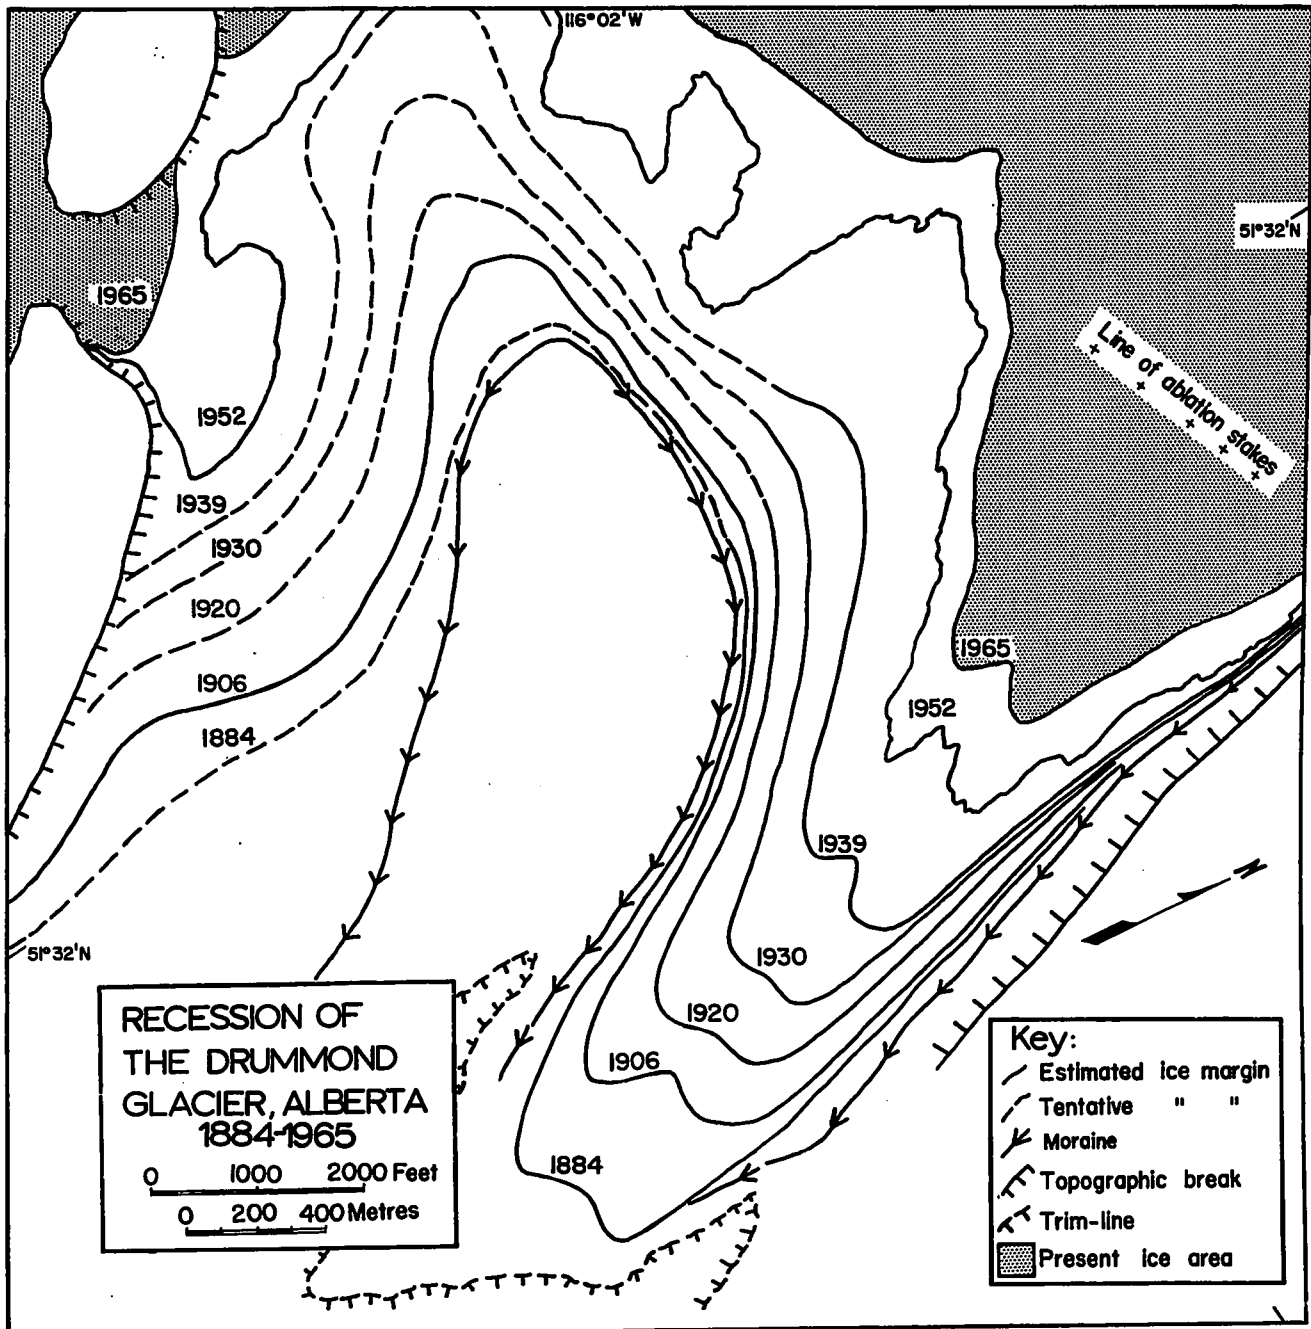 116°02'W
51°32'N
1965
Line of ablation stakes
1952
1939
1930
1920
1906
1884
1965
1952
1939
1930
1920
1906
1884
N
51°32'N
RECESSION OF
THE DRUMMOND
GLACIER, ALBERTA
1884-1965
0 1000 2000 Feet
0 200 400 Metres
Key:
Estimated ice margin
Tentative " "
Moraine
Topographic break
Trim-line
Present ice area